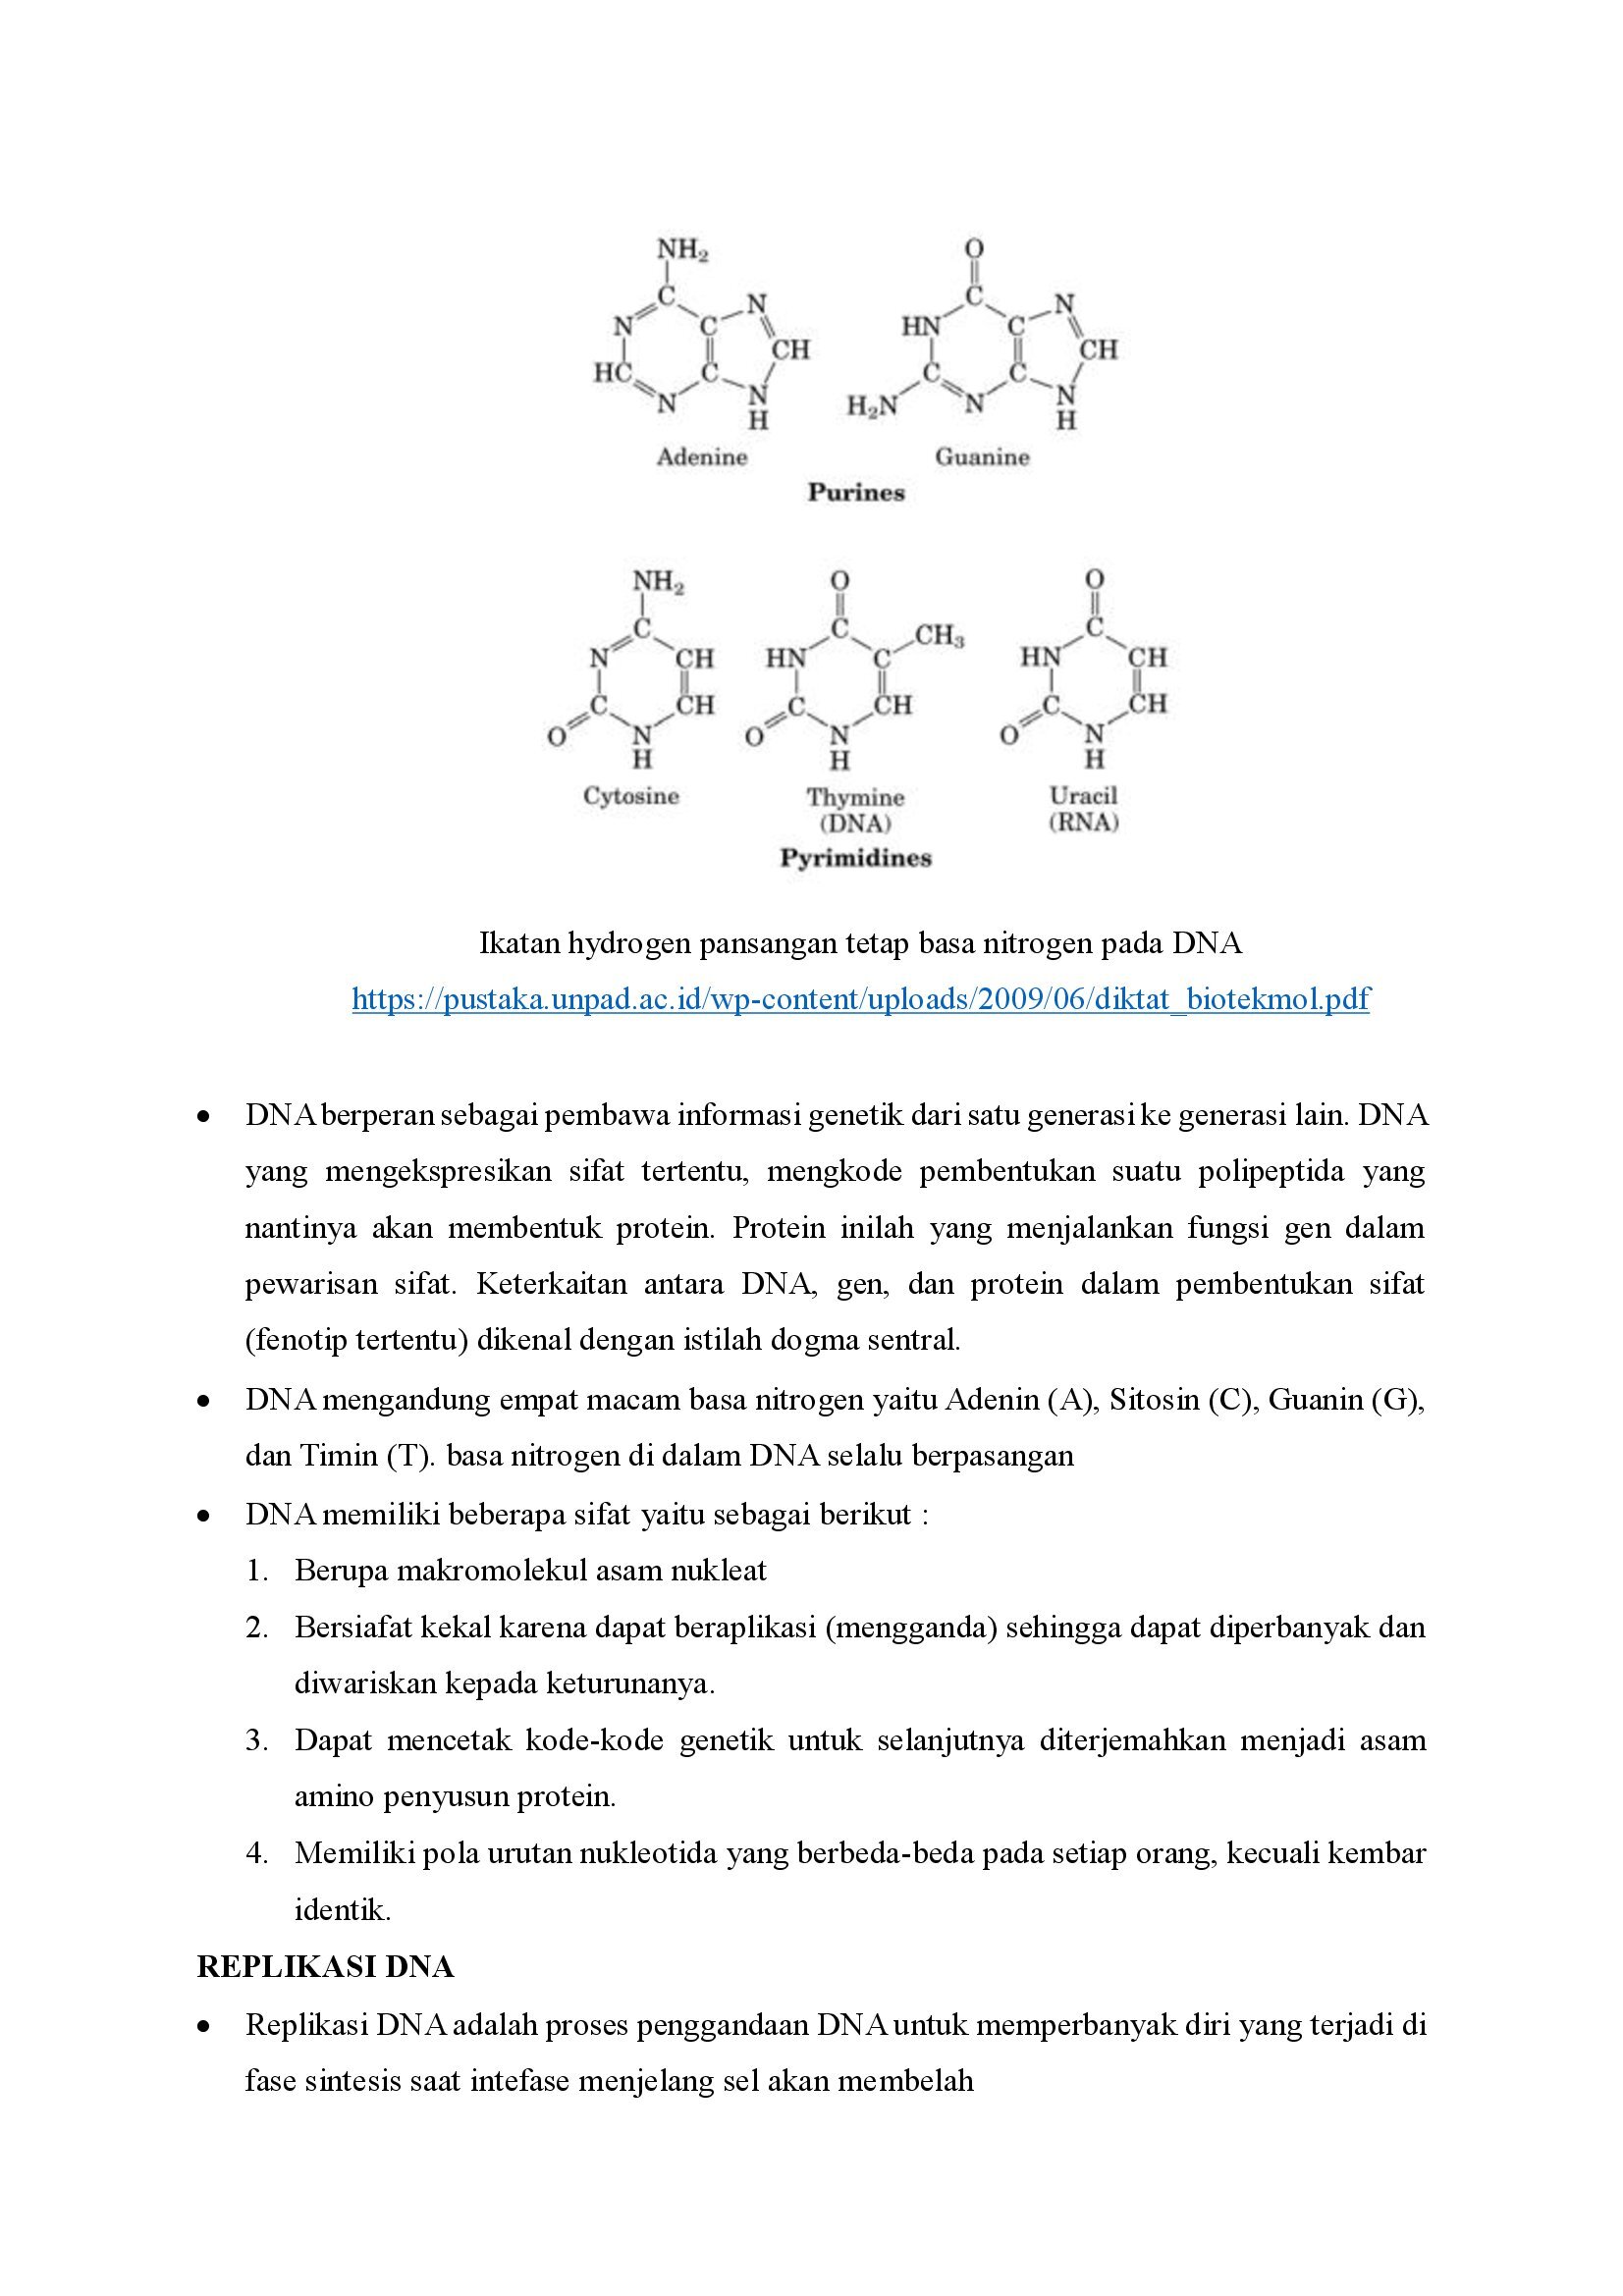 NH₂
O
C
N
C
N
N
C
CH
HN
C
CH
HC
C
C
C
N
N
H₂N
N
N
H
H
Adenine
Guanine
Purines
NH₂
O
O
C
C
CH₃
C
N
CH
HN
C
HN
CH
C
CH
C
CH
C
CH
O
N
O
N
O
N
H
H
H
Cytosine
Thymine
Uracil
(DNA)
(RNA)
Pyrimidines
Ikatan hydrogen pansangan tetap basa nitrogen pada DNA
https://pustaka.unpad.ac.id/wp-content/uploads/2009/06/diktat_biotekmol.pdf
• DNA berperan sebagai pembawa informasi genetik dari satu generasi ke generasi lain. DNA
yang mengekspresikan sifat tertentu, mengkode pembentukan suatu polipeptida yang
nantinya akan membentuk protein. Protein inilah yang menjalankan fungsi gen dalam
pewarisan sifat. Keterkaitan antara DNA, gen, dan protein dalam pembentukan sifat
(fenotip tertentu) dikenal dengan istilah dogma sentral.
• DNA mengandung empat macam basa nitrogen yaitu Adenin (A), Sitosin (C), Guanin (G),
dan Timin (T). basa nitrogen di dalam DNA selalu berpasangan
• DNA memiliki beberapa sifat yaitu sebagai berikut :
1. Berupa makromolekul asam nukleat
2. Bersiafat kekal karena dapat beraplikasi (mengganda) sehingga dapat diperbanyak dan
diwariskan kepada keturunanya.
3. Dapat mencetak kode-kode genetik untuk selanjutnya diterjemahkan menjadi asam
amino penyusun protein.
4. Memiliki pola urutan nukleotida yang berbeda-beda pada setiap orang, kecuali kembar
identik.
REPLIKASI DNA
• Replikasi DNA adalah proses penggandaan DNA untuk memperbanyak diri yang terjadi di
fase sintesis saat intefase menjelang sel akan membelah